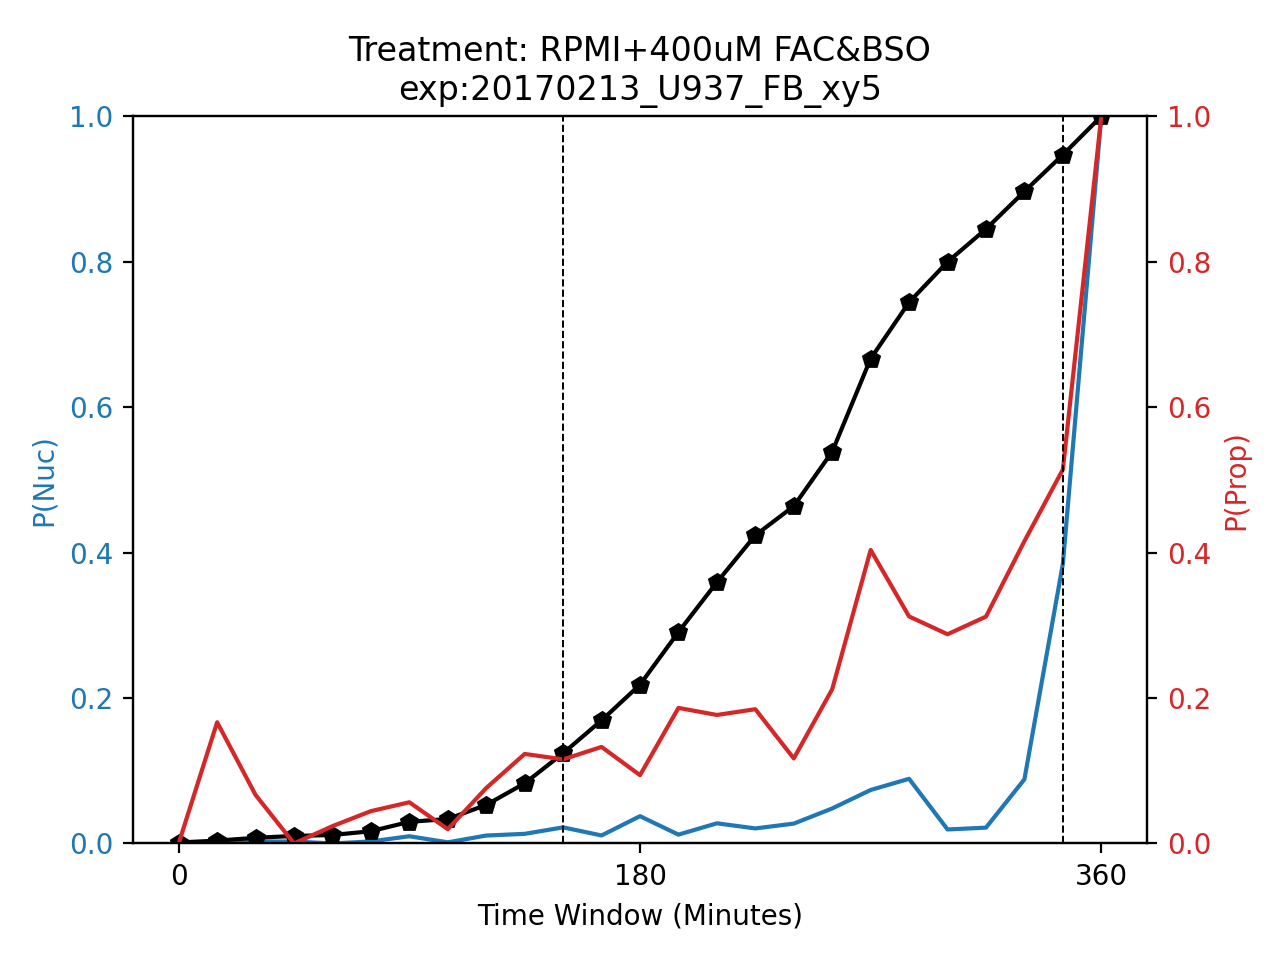 Treatment: RPMI+400uM FAC&BSO
exp:20170213_U937_FB_xy5
1.0
0.8
0.6
0.4
0.2
0.0
P(Nuc)
1.0
0.8
0.6
0.4
0.2
0.0
P(Prop)
0 180 360
Time Window (Minutes)